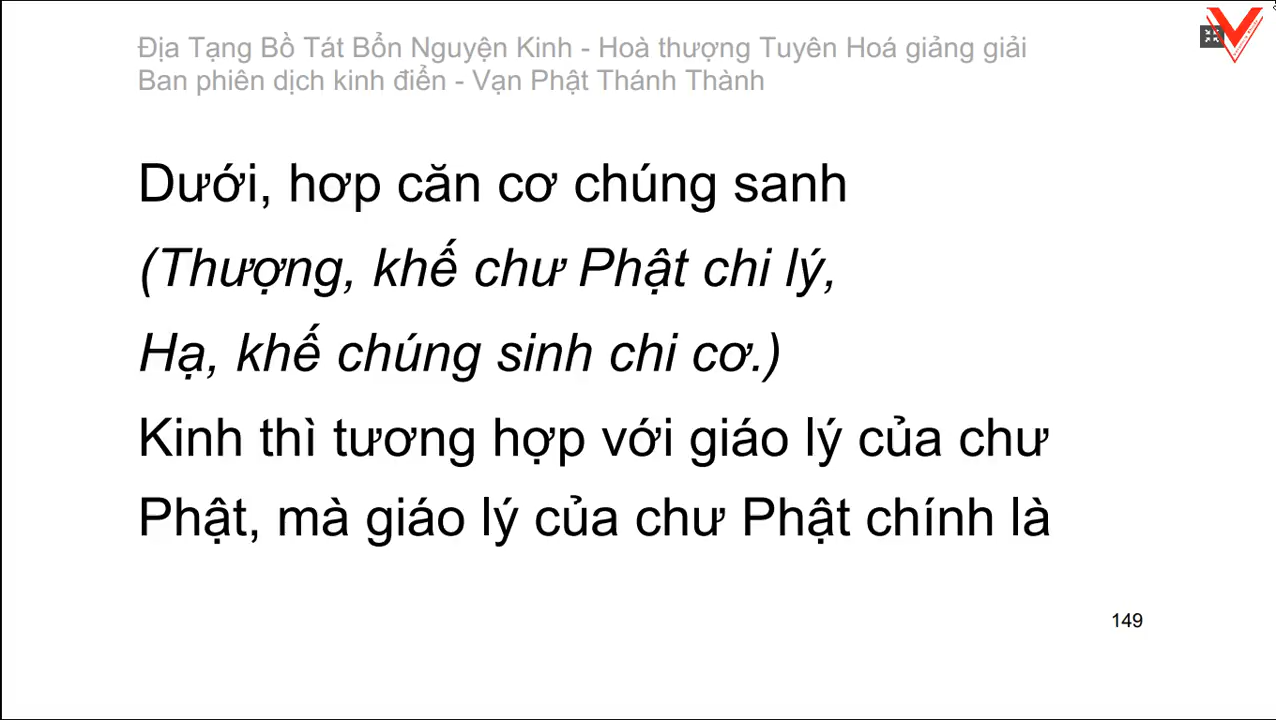 Địa Tạng Bồ Tát Bổn Nguyện Kinh - Hoà thượng Tuyên Hoá giảng giải
Ban phiên dịch kinh điển - Vạn Phật Thánh Thành
Dưới, hơp căn cơ chúng sanh
(Thượng, khế chư Phật chi lý,
Hạ, khế chúng sinh chi cơ.)
Kinh thì tương hợp với giáo lý của chư
Phật, mà giáo lý của chư Phật chính là
149